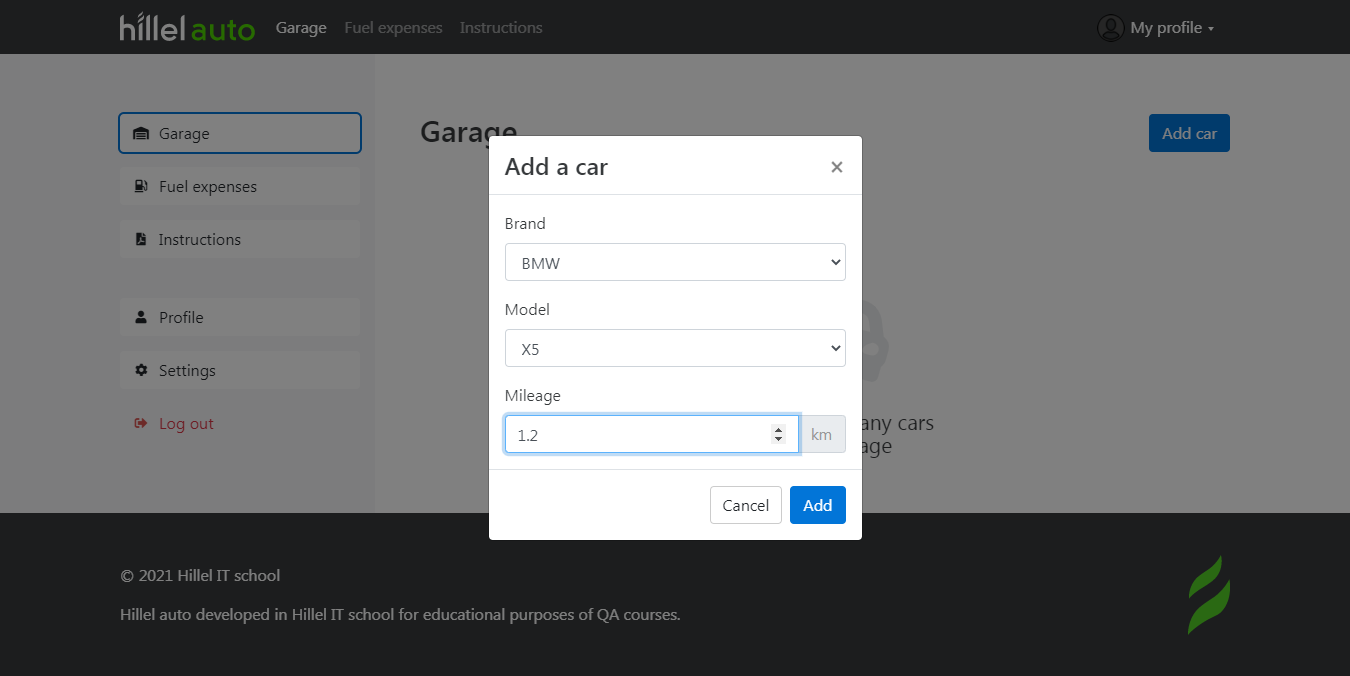 hillel auto Garage Fuel expenses Instructions My profile
Garage
Fuel expenses
Instructions
Profile
Settings
Log out
Garage
Add car
Add a car
×
Brand
BMW
Model
X5
Mileage
1.2
km
any cars
age
Cancel
Add
© 2021 Hillel IT school
Hillel auto developed in Hillel IT school for educational purposes of QA courses.